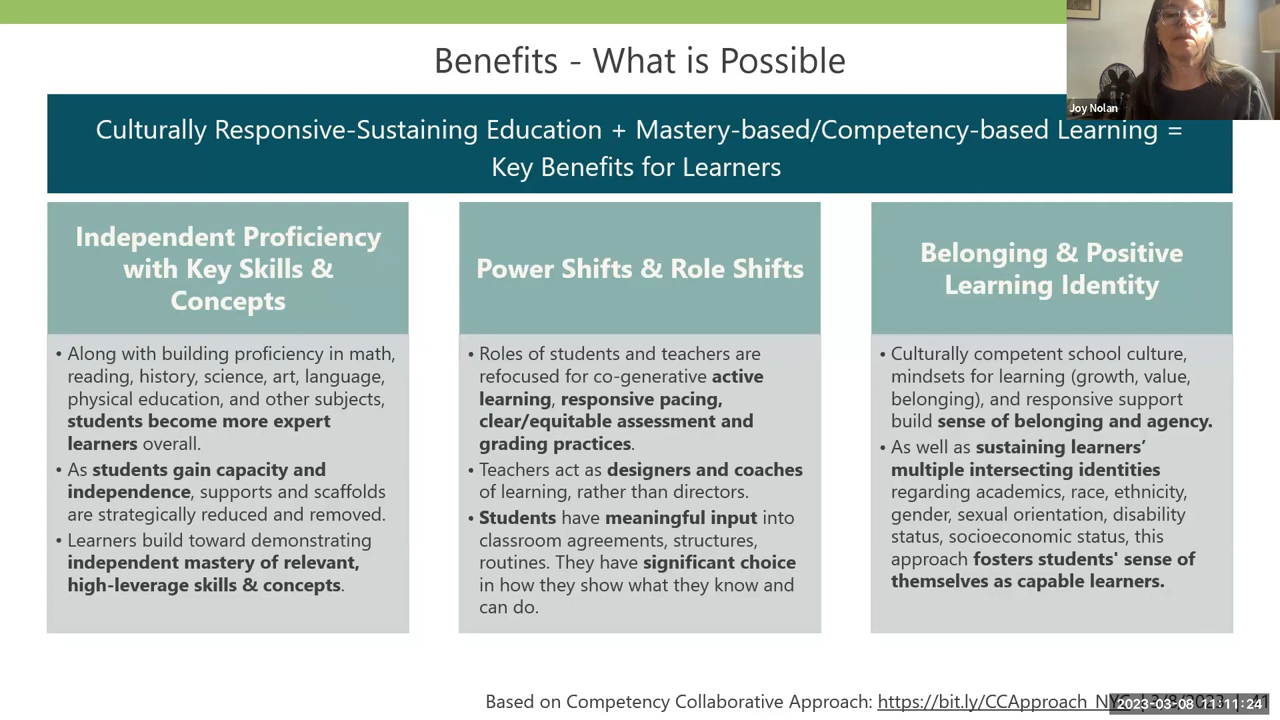 Benefits - What is Possible
Joy Nolan
Culturally Responsive-Sustaining Education + Mastery-based/Competency-based Learning =
Key Benefits for Learners
Independent Proficiency
with Key Skills &
Concepts
• Along with building proficiency in math,
reading, history, science, art, language,
physical education, and other subjects,
students become more expert
learners overall.
• As students gain capacity and
independence, supports and scaffolds
are strategically reduced and removed.
• Learners build toward demonstrating
independent mastery of relevant,
high-leverage skills & concepts.
Power Shifts & Role Shifts
• Roles of students and teachers are
refocused for co-generative active
learning, responsive pacing,
clear/equitable assessment and
grading practices.
• Teachers act as designers and coaches
of learning, rather than directors.
• Students have meaningful input into
classroom agreements, structures,
routines. They have significant choice
in how they show what they know and
can do.
Belonging & Positive
Learning Identity
• Culturally competent school culture,
mindsets for learning (growth, value,
belonging), and responsive support
build sense of belonging and agency.
• As well as sustaining learners’
multiple intersecting identities
regarding academics, race, ethnicity,
gender, sexual orientation, disability
status, socioeconomic status, this
approach fosters students' sense of
themselves as capable learners.
Based on Competency Collaborative Approach: https://bit.ly/CCApproach_NYC
2023-03-08 11:11:24